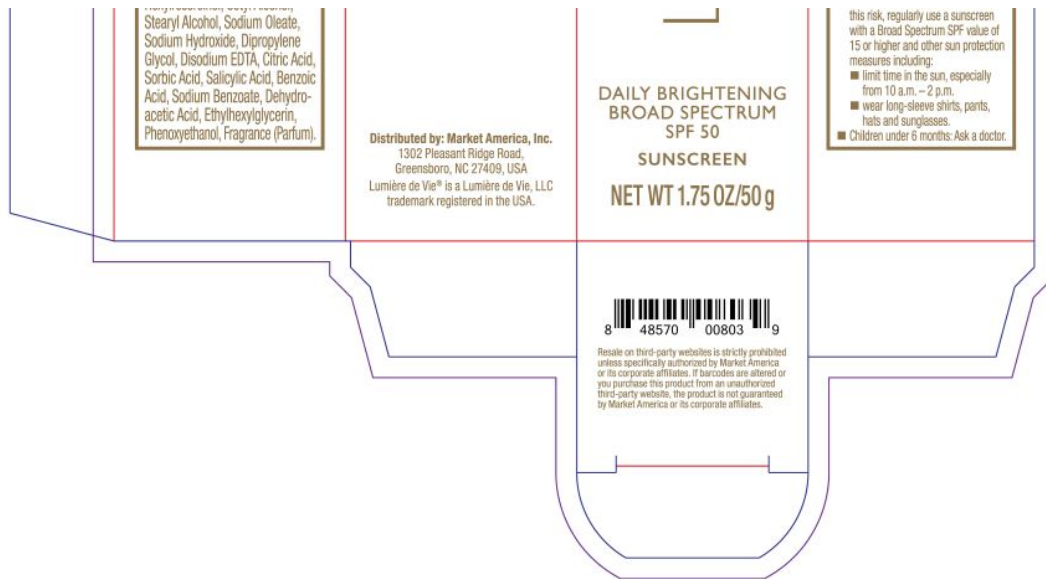 Stearyl Alcohol, Sodium Oleate,
Sodium Hydroxide, Dipropylene
Glycol, Disodium EDTA, Citric Acid,
Sorbic Acid, Salicylic Acid, Benzoic
Acid, Sodium Benzoate, Dehydro-
acetic Acid, Ethylhexylglycerin,
Phenoxyethanol, Fragrance (Parfum).
Distributed by: Market America, Inc.
1302 Pleasant Ridge Road,
Greensboro, NC 27409, USA
Lumière de Vie® is a Lumière de Vie, LLC
trademark registered in the USA.
DAILY BRIGHTENING
BROAD SPECTRUM
SPF 50
SUNSCREEN
NET WT 1.75 OZ/50 g
this risk, regularly use a sunscreen
with a Broad Spectrum SPF value of
15 or higher and other sun protection
measures including:
■ limit time in the sun, especially
from 10 a.m. – 2 p.m.
■ wear long-sleeve shirts, pants,
hats and sunglasses.
■ Children under 6 months: Ask a doctor.
8 48570 00803 9
Resale on third-party websites is strictly prohibited
unless specifically authorized by Market America
or its corporate affiliates. If barcodes are altered or
you purchase this product from an unauthorized
third-party website, the product is not guaranteed
by Market America or its corporate affiliates.